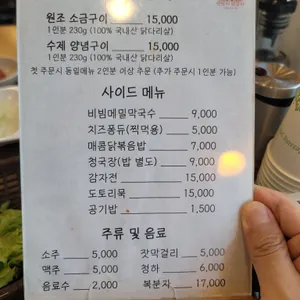 원조 소금구이 15,000
1인분 230g (100% 국내산 닭다리살)
수제 양념구이 15,000
1인분 230g (100% 국내산 닭다리살)
첫 주문시 동일메뉴 2인분 이상 주문 (추가 주문시 1인분 가능)
사이드 메뉴
비빔메밀막국수 9,000
치즈퐁듀(찍먹용) 5,000
매콤닭볶음밥 7,000
청국장(밥 별도) 9,000
감자전 15,000
도토리묵 15,000
공기밥 1,500
주류 및 음료
소주 5,000 잣막걸리 5,000
맥주 5,000 청하 6,000
음료수 2,000 복분자 17,000